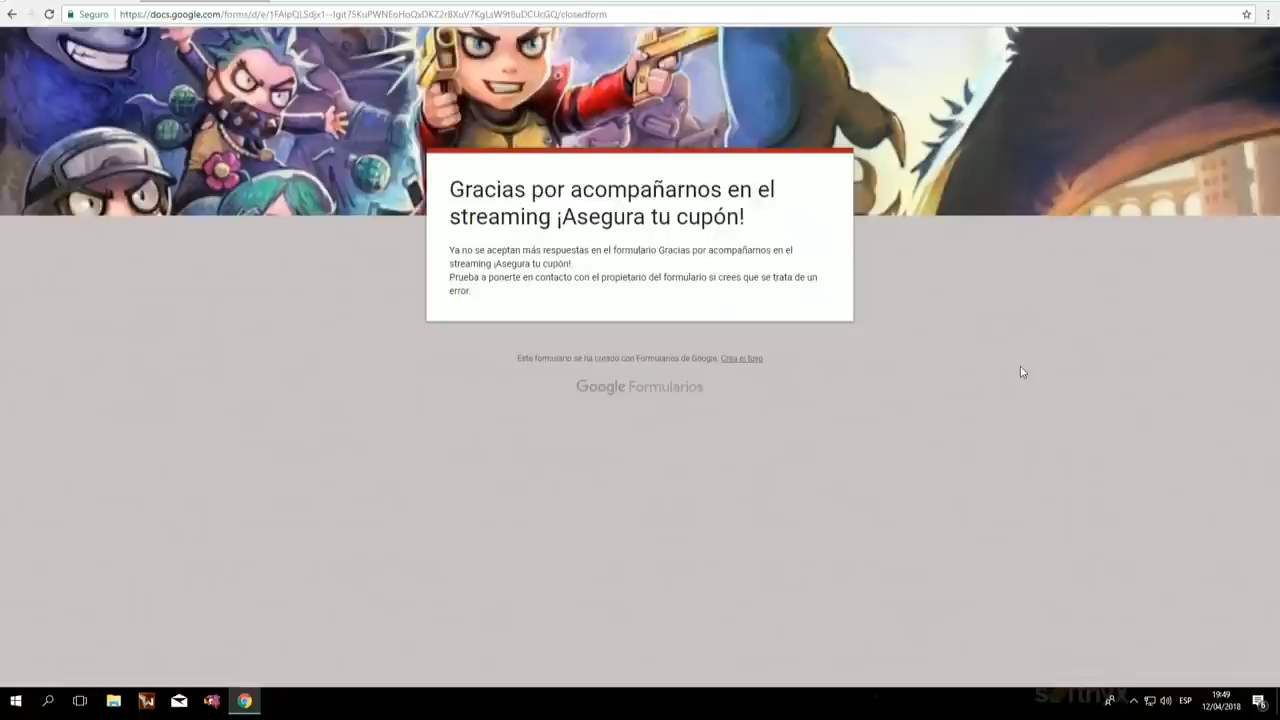 Seguro
Gracias por acompañarnos en el
streaming ¡Asegura tu cupón!
Ya no se aceptan más respuestas en el formulario Gracias por acompañarnos en el
streaming ¡Asegura tu cupón!.
Prueba a ponerte en contacto con el propietario del formulario si crees que se trata de un
error.
Este formulario se ha creado con Formularios de Google. Crea el tuyo
Google Formularios
softnyx
ESP
19:49
12/04/2018